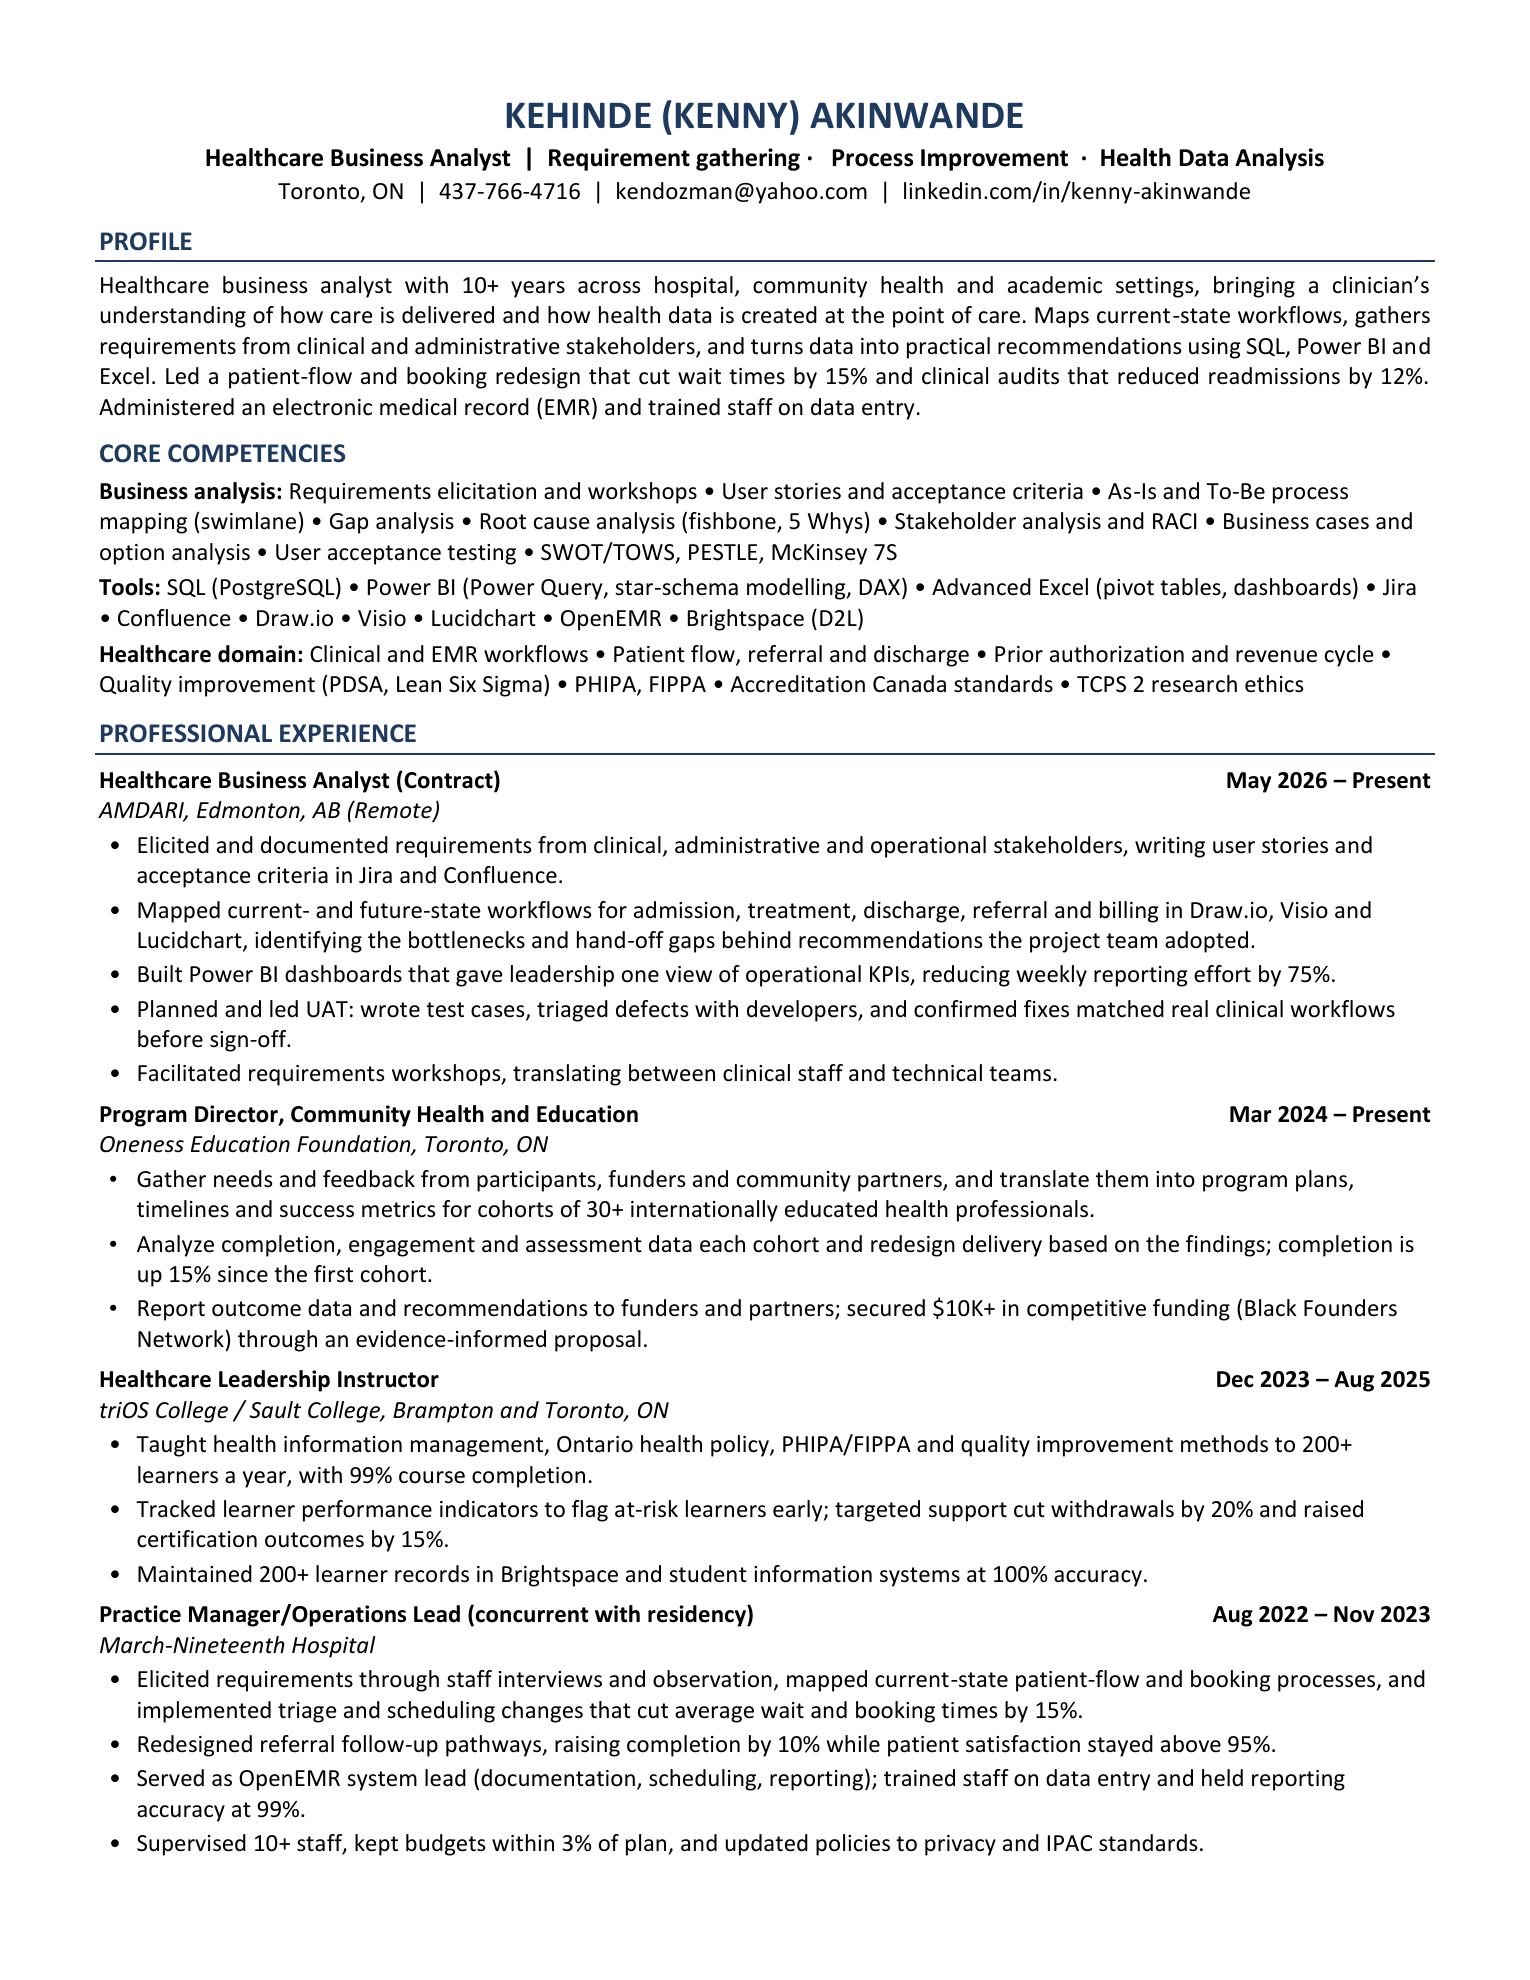 KEHINDE (KENNY) AKINWANDE
Healthcare Business Analyst | Requirement gathering · Process Improvement · Health Data Analysis
Toronto, ON | 437-766-4716 | kendozman@yahoo.com | linkedin.com/in/kenny-akinwande
PROFILE
Healthcare business analyst with 10+ years across hospital, community health and academic settings, bringing a clinician’s
understanding of how care is delivered and how health data is created at the point of care. Maps current-state workflows, gathers
requirements from clinical and administrative stakeholders, and turns data into practical recommendations using SQL, Power BI and
Excel. Led a patient-flow and booking redesign that cut wait times by 15% and clinical audits that reduced readmissions by 12%.
Administered an electronic medical record (EMR) and trained staff on data entry.
CORE COMPETENCIES
Business analysis: Requirements elicitation and workshops • User stories and acceptance criteria • As-Is and To-Be process
mapping (swimlane) • Gap analysis • Root cause analysis (fishbone, 5 Whys) • Stakeholder analysis and RACI • Business cases and
option analysis • User acceptance testing • SWOT/TOWS, PESTLE, McKinsey 7S
Tools: SQL (PostgreSQL) • Power BI (Power Query, star-schema modelling, DAX) • Advanced Excel (pivot tables, dashboards) • Jira
• Confluence • Draw.io • Visio • Lucidchart • OpenEMR • Brightspace (D2L)
Healthcare domain: Clinical and EMR workflows • Patient flow, referral and discharge • Prior authorization and revenue cycle •
Quality improvement (PDSA, Lean Six Sigma) • PHIPA, FIPPA • Accreditation Canada standards • TCPS 2 research ethics
PROFESSIONAL EXPERIENCE
Healthcare Business Analyst (Contract) May 2026 – Present
AMDARI, Edmonton, AB (Remote)
• Elicited and documented requirements from clinical, administrative and operational stakeholders, writing user stories and
acceptance criteria in Jira and Confluence.
• Mapped current- and future-state workflows for admission, treatment, discharge, referral and billing in Draw.io, Visio and
Lucidchart, identifying the bottlenecks and hand-off gaps behind recommendations the project team adopted.
• Built Power BI dashboards that gave leadership one view of operational KPIs, reducing weekly reporting effort by 75%.
• Planned and led UAT: wrote test cases, triaged defects with developers, and confirmed fixes matched real clinical workflows
before sign-off.
• Facilitated requirements workshops, translating between clinical staff and technical teams.
Program Director, Community Health and Education Mar 2024 – Present
Oneness Education Foundation, Toronto, ON
• Gather needs and feedback from participants, funders and community partners, and translate them into program plans,
timelines and success metrics for cohorts of 30+ internationally educated health professionals.
• Analyze completion, engagement and assessment data each cohort and redesign delivery based on the findings; completion is
up 15% since the first cohort.
• Report outcome data and recommendations to funders and partners; secured $10K+ in competitive funding (Black Founders
Network) through an evidence-informed proposal.
Healthcare Leadership Instructor Dec 2023 – Aug 2025
triOS College / Sault College, Brampton and Toronto, ON
• Taught health information management, Ontario health policy, PHIPA/FIPPA and quality improvement methods to 200+
learners a year, with 99% course completion.
• Tracked learner performance indicators to flag at-risk learners early; targeted support cut withdrawals by 20% and raised
certification outcomes by 15%.
• Maintained 200+ learner records in Brightspace and student information systems at 100% accuracy.
Practice Manager/Operations Lead (concurrent with residency) Aug 2022 – Nov 2023
March-Nineteenth Hospital
• Elicited requirements through staff interviews and observation, mapped current-state patient-flow and booking processes, and
implemented triage and scheduling changes that cut average wait and booking times by 15%.
• Redesigned referral follow-up pathways, raising completion by 10% while patient satisfaction stayed above 95%.
• Served as OpenEMR system lead (documentation, scheduling, reporting); trained staff on data entry and held reporting
accuracy at 99%.
• Supervised 10+ staff, kept budgets within 3% of plan, and updated policies to privacy and IPAC standards.